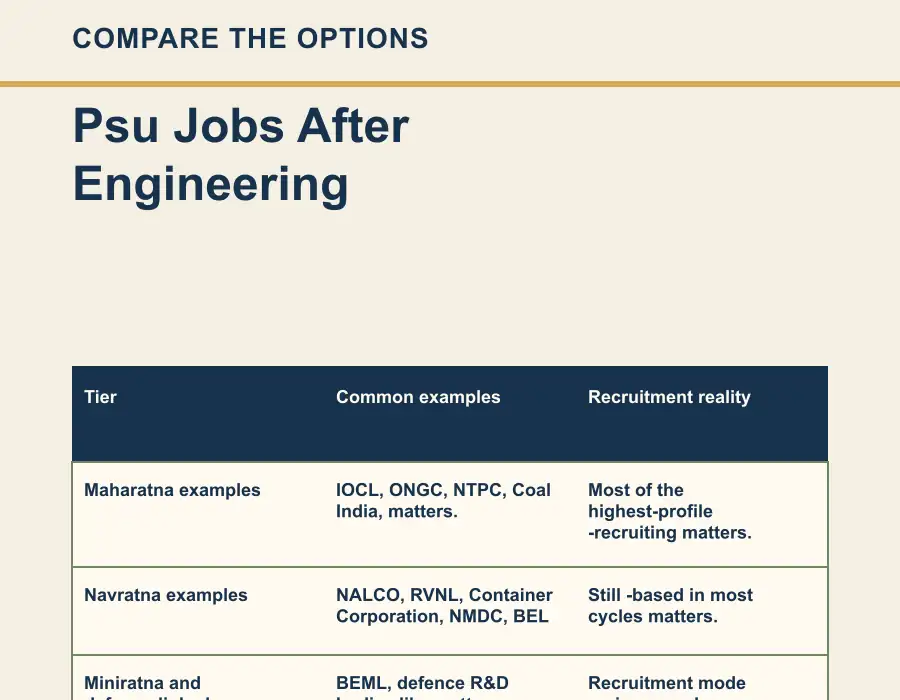 COMPARE THE OPTIONS
Psu Jobs After
Engineering
Tier
Common examples
Recruitment reality
Maharatna examples
IOCL, ONGC, NTPC, Coal
India, matters.
Most of the
highest-profile
-recruiting matters.
Navratna examples
NALCO, RVNL, Container
Corporation, NMDC, BEL
Still -based in most
cycles matters.
Miniratna and
BEML, defence R&D
Recruitment mode